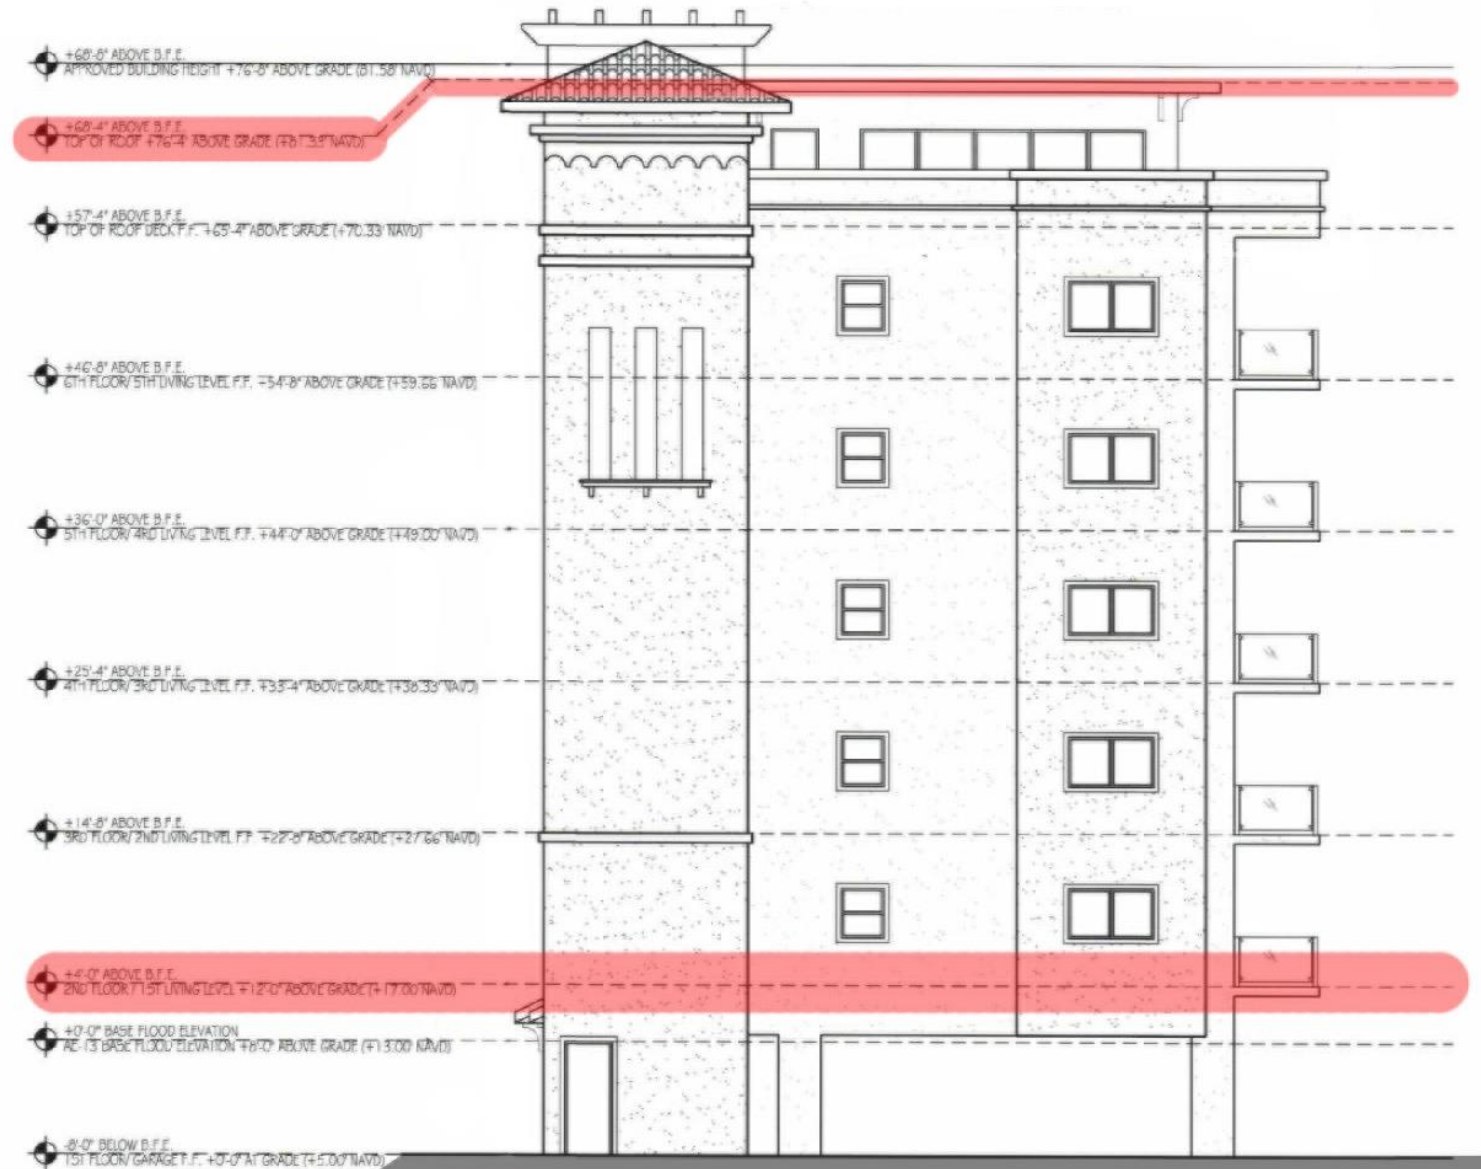 +68'-8" ABOVE B.F.E.
APPROVED BUILDING HEIGHT +76'-8" ABOVE GRADE (81.58' NAVD)
+68'-4" ABOVE B.F.E.
TOP OF ROOF +76'-4" ABOVE GRADE (+81.33' NAVD)
+57'-4" ABOVE B.F.E.
TOP OF ROOF DECK F.F. +65'-4" ABOVE GRADE (+70.33' NAVD)
+46'-8" ABOVE B.F.E.
6TH FLOOR/ 5TH LIVING LEVEL F.F. +54'-8" ABOVE GRADE (+59.66' NAVD)
+36'-0" ABOVE B.F.E.
5TH FLOOR/ 4RD LIVING LEVEL F.F. +44'-0" ABOVE GRADE (+49.00' NAVD)
+25'-4" ABOVE B.F.E.
4TH FLOOR/ 3RD LIVING LEVEL F.F. +33'-4" ABOVE GRADE (+38.33' NAVD)
+14'-8" ABOVE B.F.E.
3RD FLOOR/ 2ND LIVING LEVEL F.F. +22'-8" ABOVE GRADE (+27.66' NAVD)
+4'-0" ABOVE B.F.E.
2ND FLOOR / 1ST LIVING LEVEL +12'-0" ABOVE GRADE (+17.00' NAVD)
+0'-0" BASE FLOOD ELEVATION
AE-13 BASE FLOOD ELEVATION +8'-0" ABOVE GRADE (+13.00' NAVD)
-8'-0" BELOW B.F.E.
1ST FLOOR/ GARAGE F.F. +0'-0" AT GRADE (+5.00' NAVD)